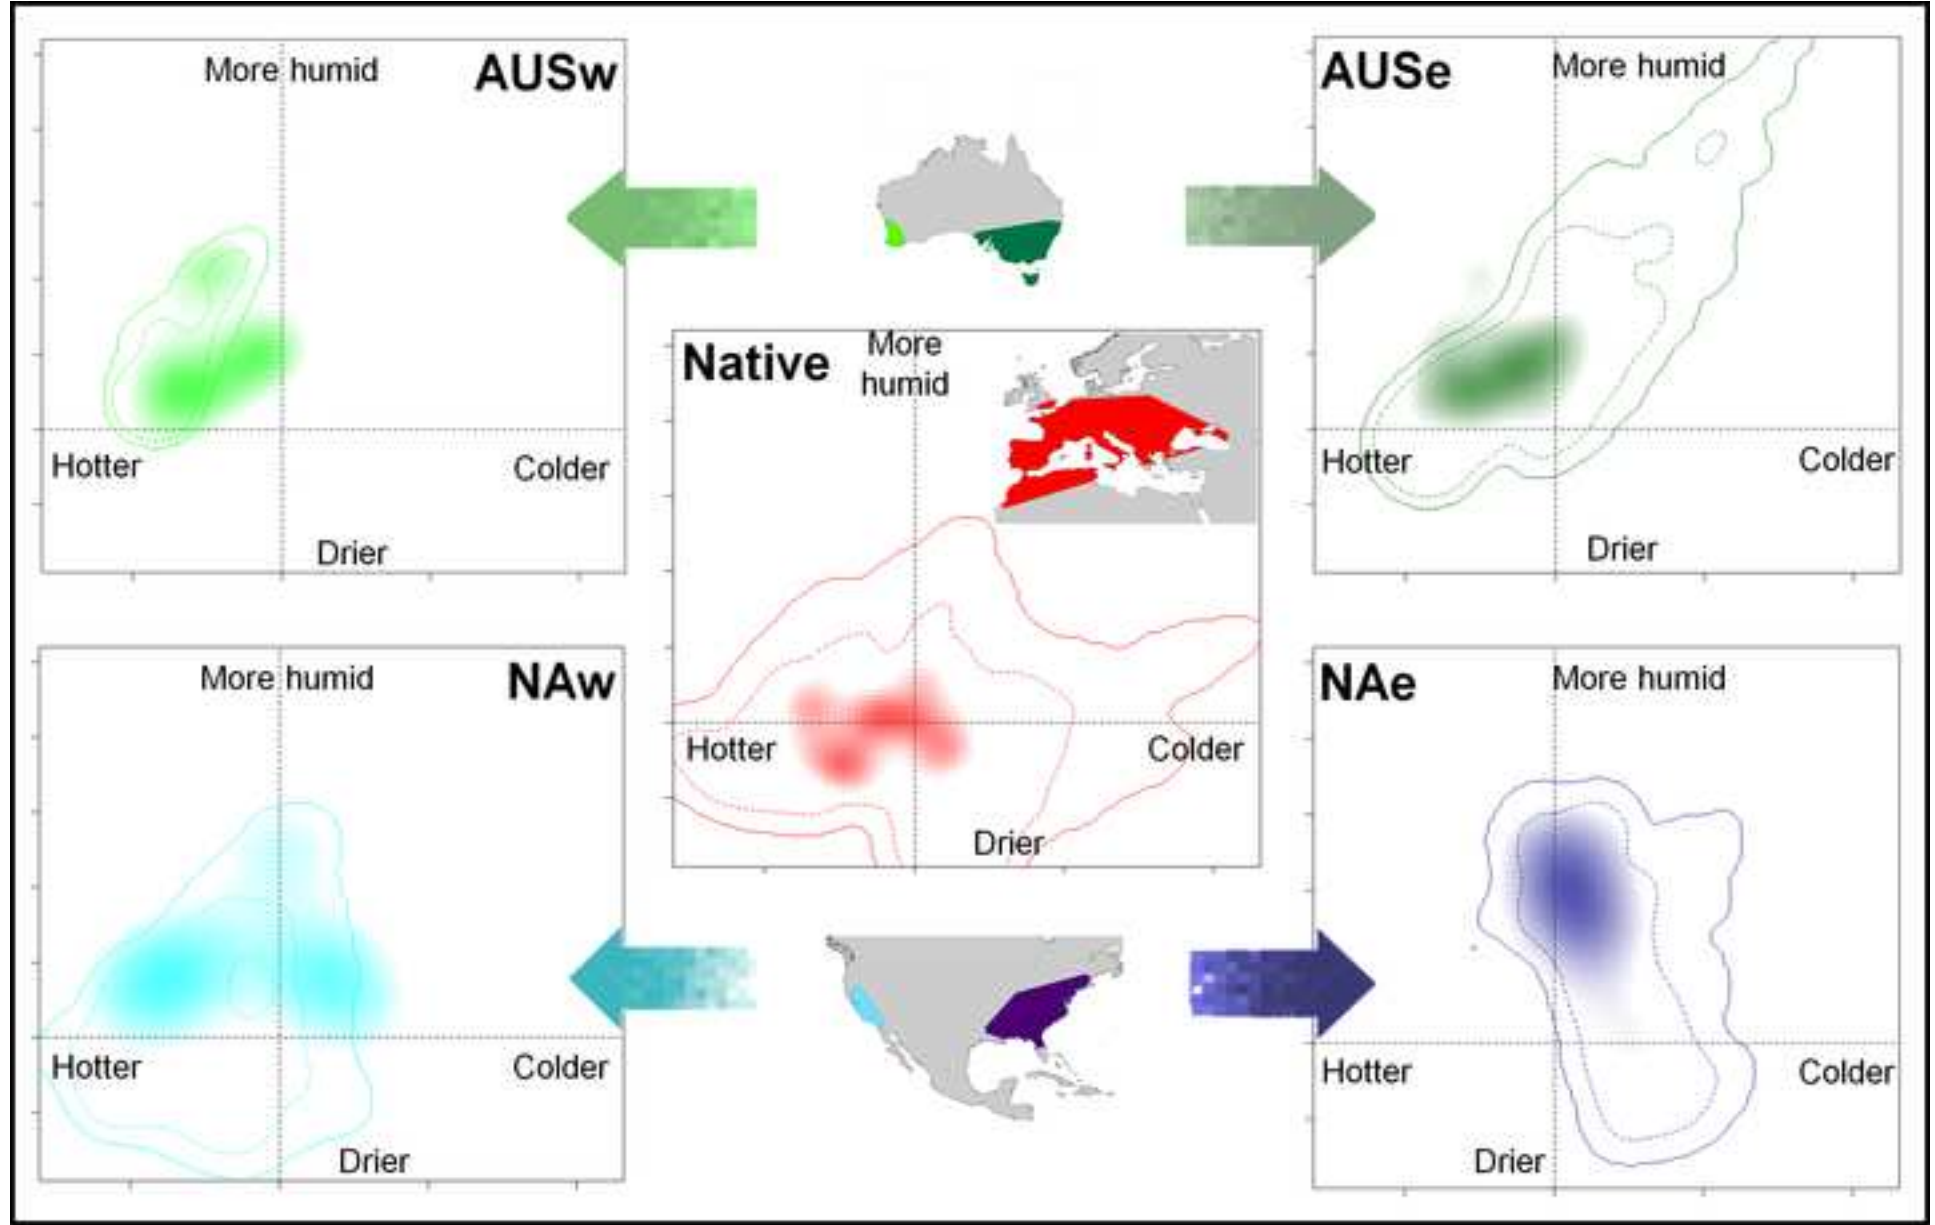 More humid
AUSw
Hotter
Colder
Drier
AUSe
More humid
Hotter
Colder
Drier
Native
More
humid
Hotter
Colder
Drier
More humid
NAw
Hotter
Colder
Drier
NAe
More humid
Hotter
Colder
Drier